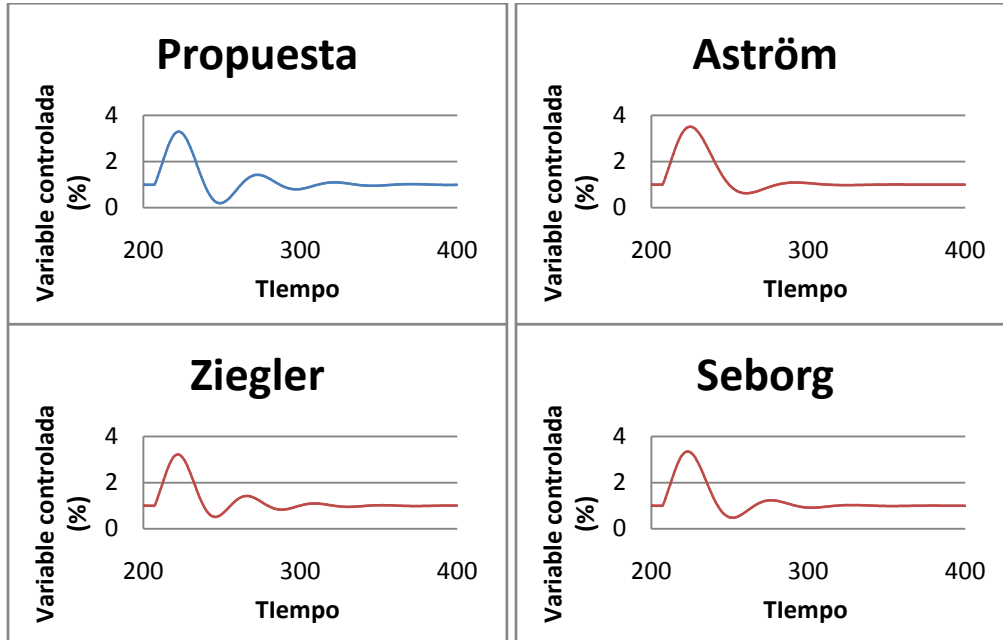 Propuesta
Variable controlada
(%)
4
2
0
200 300 400
TIempo
Aström
Variable controlada
(%)
4
2
0
200 300 400
TIempo
Ziegler
Variable controlada
(%)
4
2
0
200 300 400
TIempo
Seborg
Variable controlada
(%)
4
2
0
200 300 400
TIempo